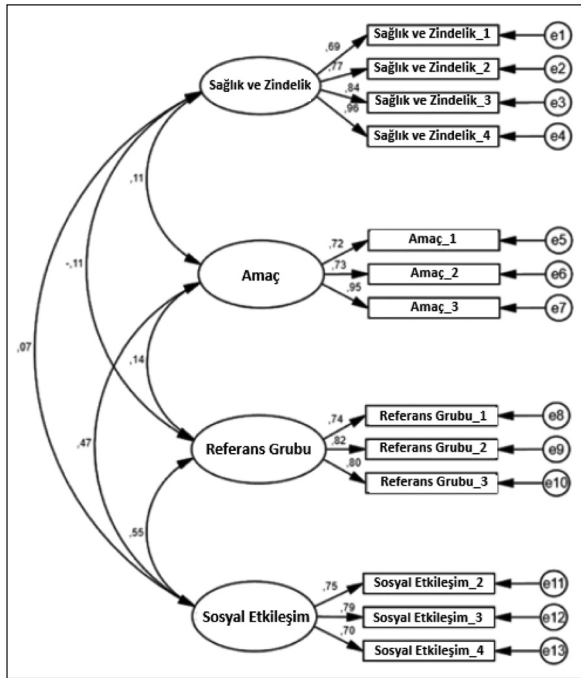 ,69
Sağlık ve Zindelik_1
e1
,77
Sağlık ve Zindelik_2
e2
Sağlık ve Zindelik
,84
Sağlık ve Zindelik_3
e3
,96
Sağlık ve Zindelik_4
e4
,11
,72
Amaç_1
e5
Amaç
,73
Amaç_2
e6
,95
Amaç_3
e7
-,11
,07
,14
,47
,74
Referans Grubu_1
e8
Referans Grubu
,82
Referans Grubu_2
e9
,80
Referans Grubu_3
e10
,55
,75
Sosyal Etkileşim_2
e11
Sosyal Etkileşim
,79
Sosyal Etkileşim_3
e12
,70
Sosyal Etkileşim_4
e13